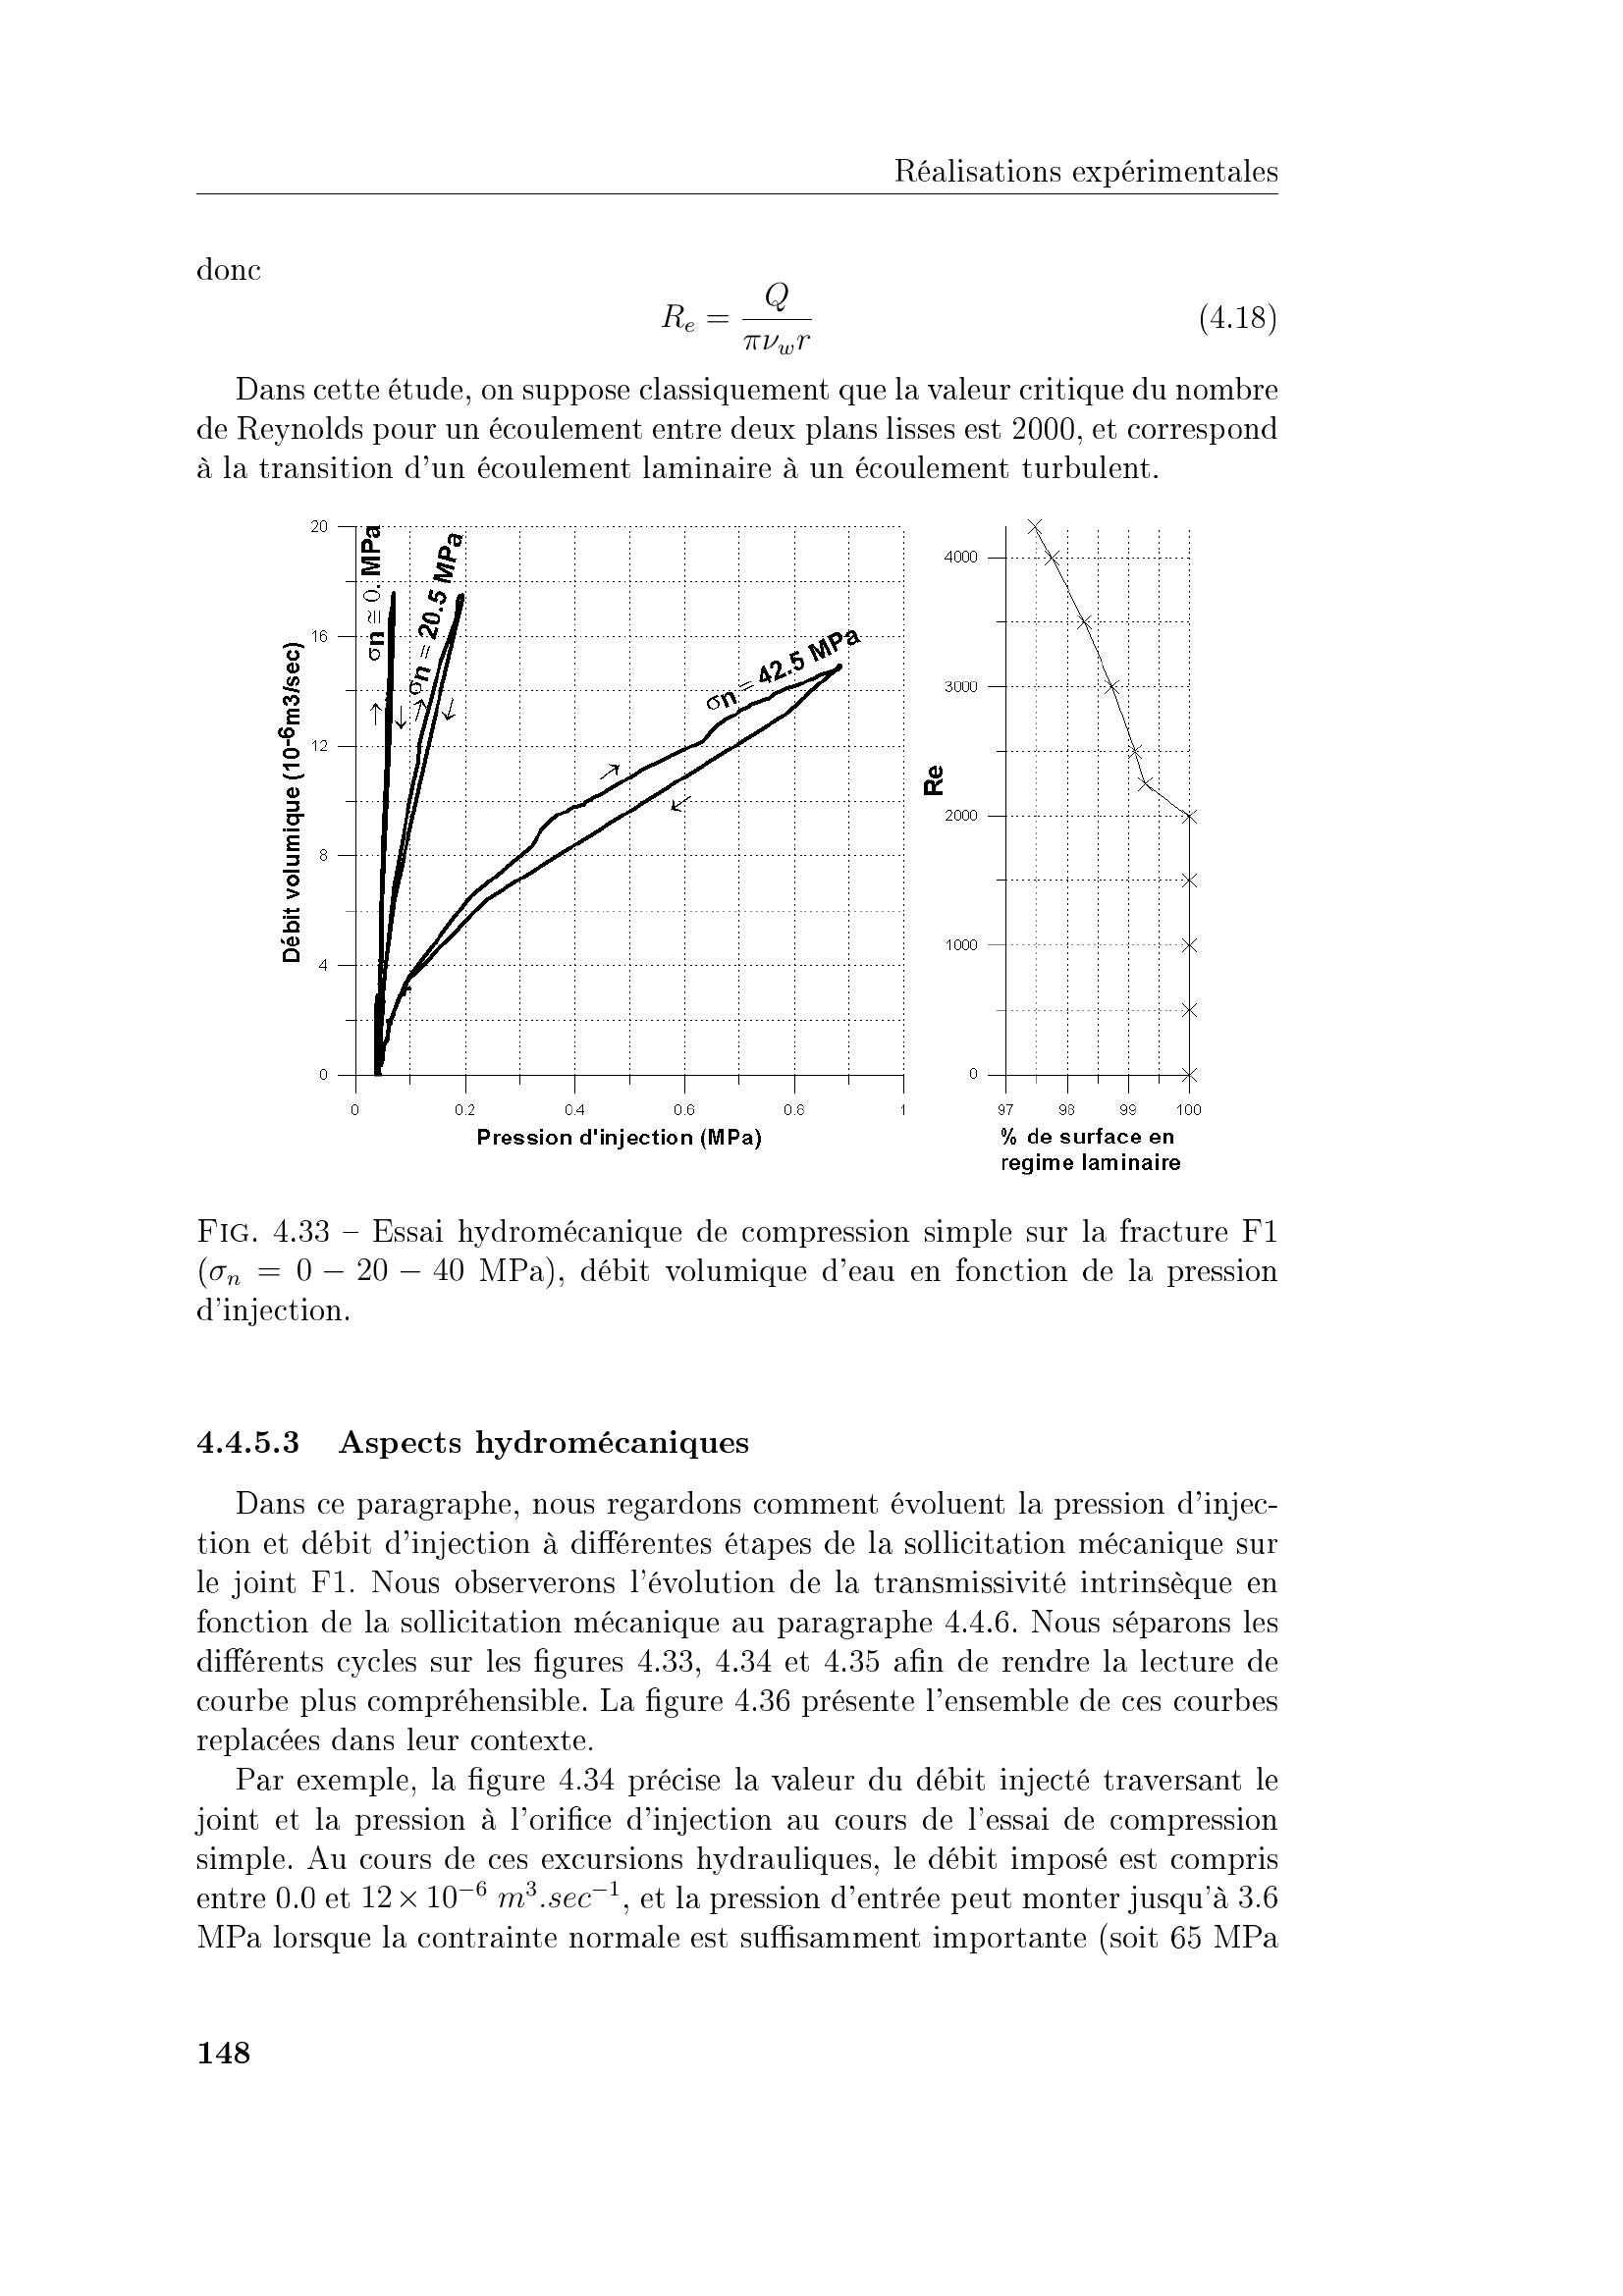 Réalisations expérimentales
donc
R_e = Q / (πν_w r) (4.18)
Dans cette étude, on suppose classiquement que la valeur critique du nombre
de Reynolds pour un écoulement entre deux plans lisses est 2000, et correspond
à la transition d'un écoulement laminaire à un écoulement turbulent.
Débit volumique (10-6m3/sec)
20
16
12
8
4
0
σn ≅ 0. MPa
σn = 20.5 MPa
σn = 42.5 MPa
0 0.2 0.4 0.6 0.8 1
Pression d'injection (MPa)
Re
4000
3000
2000
1000
0
97 98 99 100
% de surface en
regime laminaire
FIG. 4.33 – Essai hydromécanique de compression simple sur la fracture F1
(σ_n = 0 − 20 − 40 MPa), débit volumique d'eau en fonction de la pression
d'injection.
4.4.5.3 Aspects hydromécaniques
Dans ce paragraphe, nous regardons comment évoluent la pression d'injec-
tion et débit d'injection à différentes étapes de la sollicitation mécanique sur
le joint F1. Nous observerons l'évolution de la transmissivité intrinsèque en
fonction de la sollicitation mécanique au paragraphe 4.4.6. Nous séparons les
différents cycles sur les figures 4.33, 4.34 et 4.35 afin de rendre la lecture de
courbe plus compréhensible. La figure 4.36 présente l'ensemble de ces courbes
replacées dans leur contexte.
Par exemple, la figure 4.34 précise la valeur du débit injecté traversant le
joint et la pression à l'orifice d'injection au cours de l'essai de compression
simple. Au cours de ces excursions hydrauliques, le débit imposé est compris
entre 0.0 et 12 × 10⁻⁶ m³.sec⁻¹, et la pression d'entrée peut monter jusqu'à 3.6
MPa lorsque la contrainte normale est suffisamment importante (soit 65 MPa
148